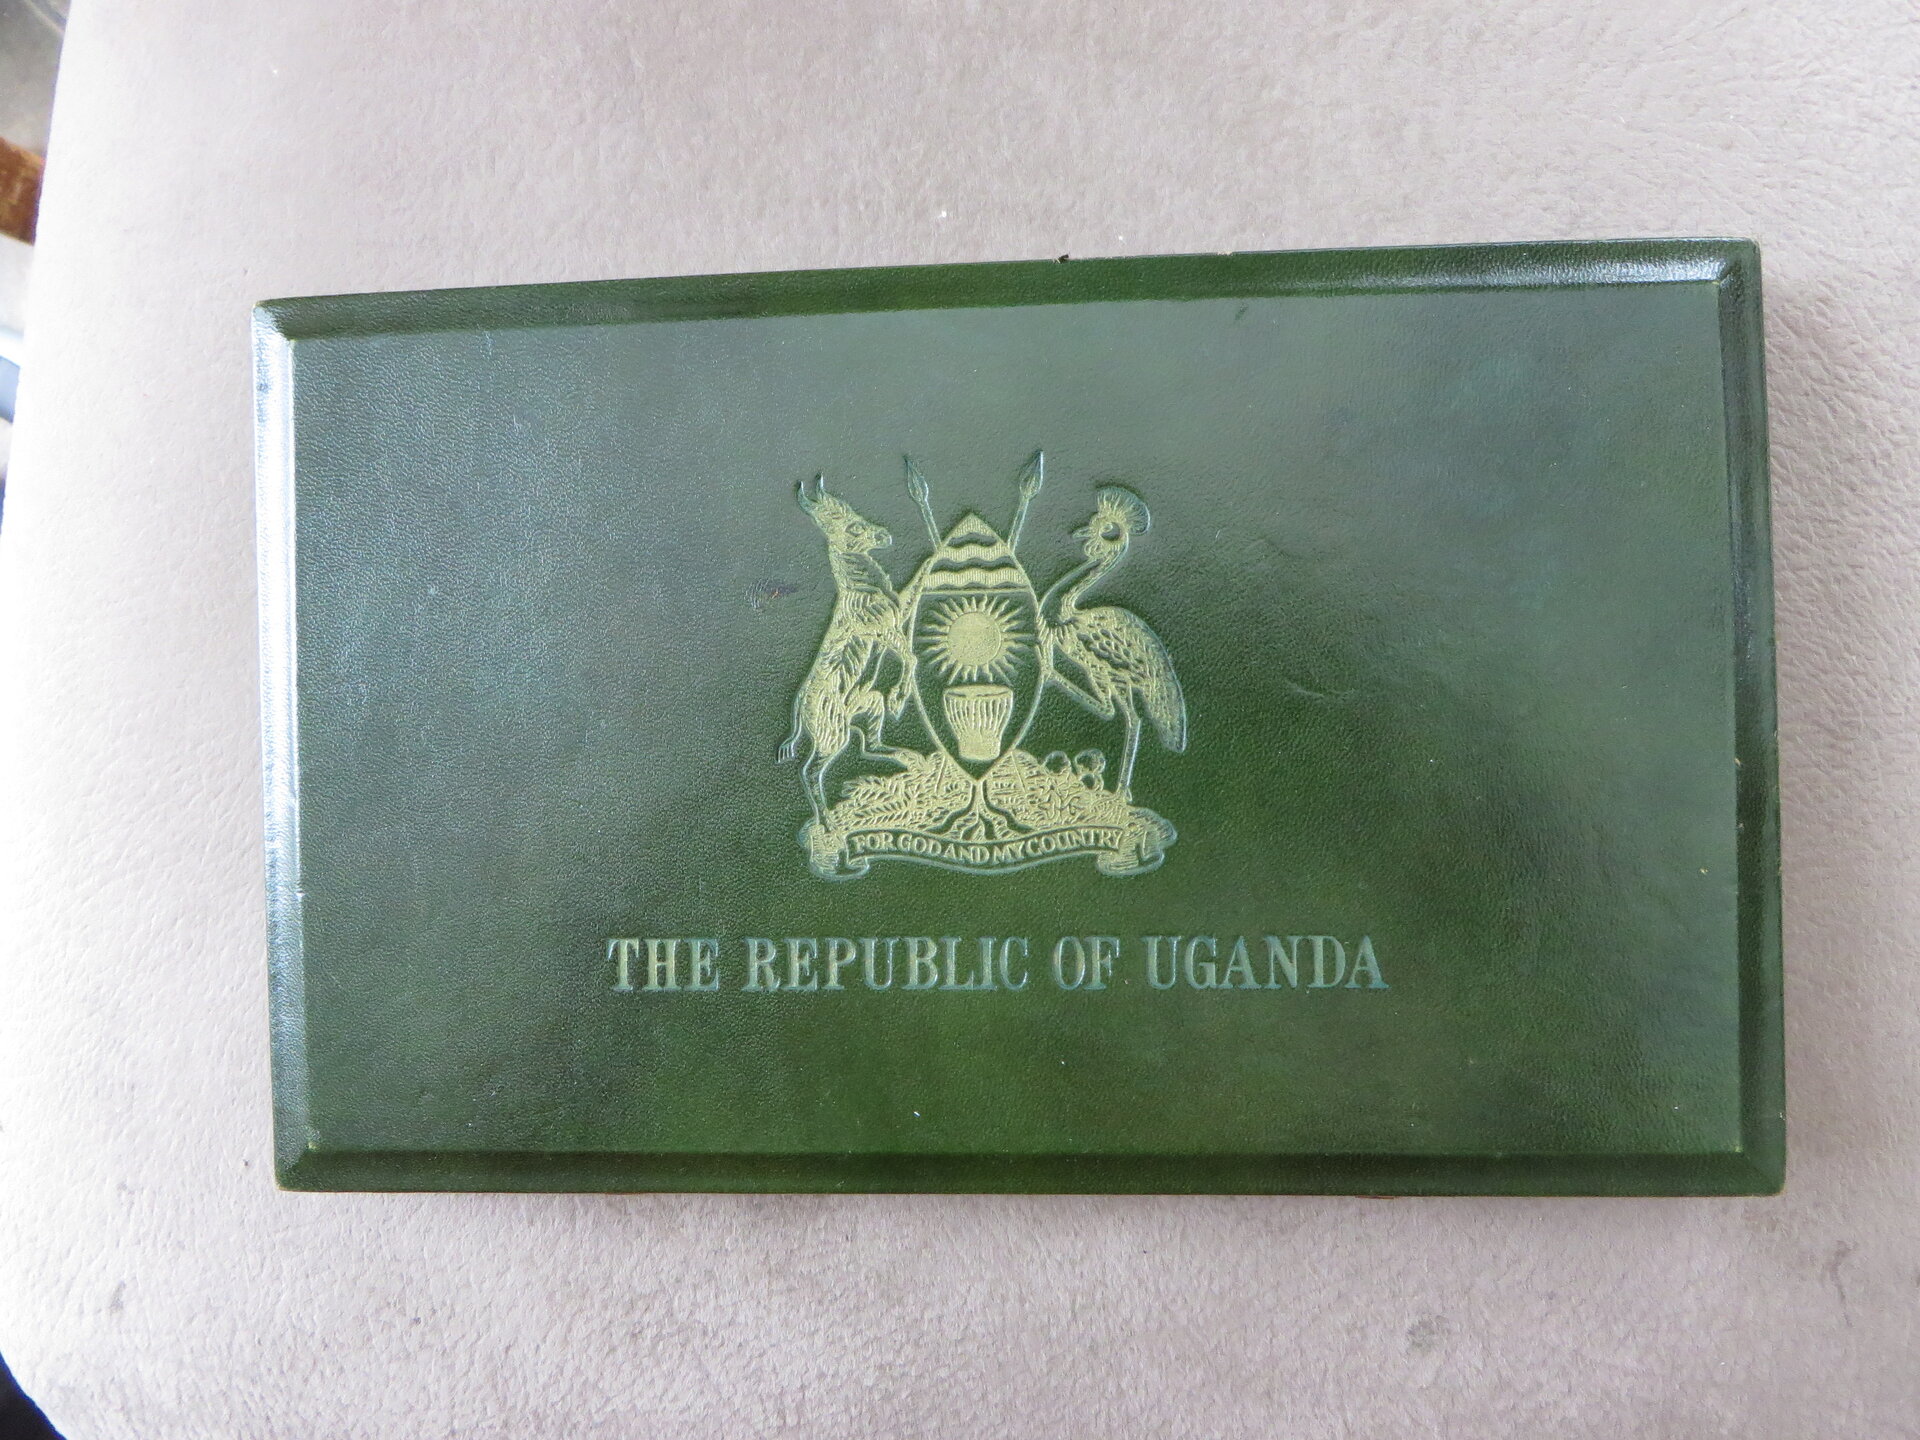 FOR GOD AND MY COUNTRY
THE REPUBLIC OF UGANDA